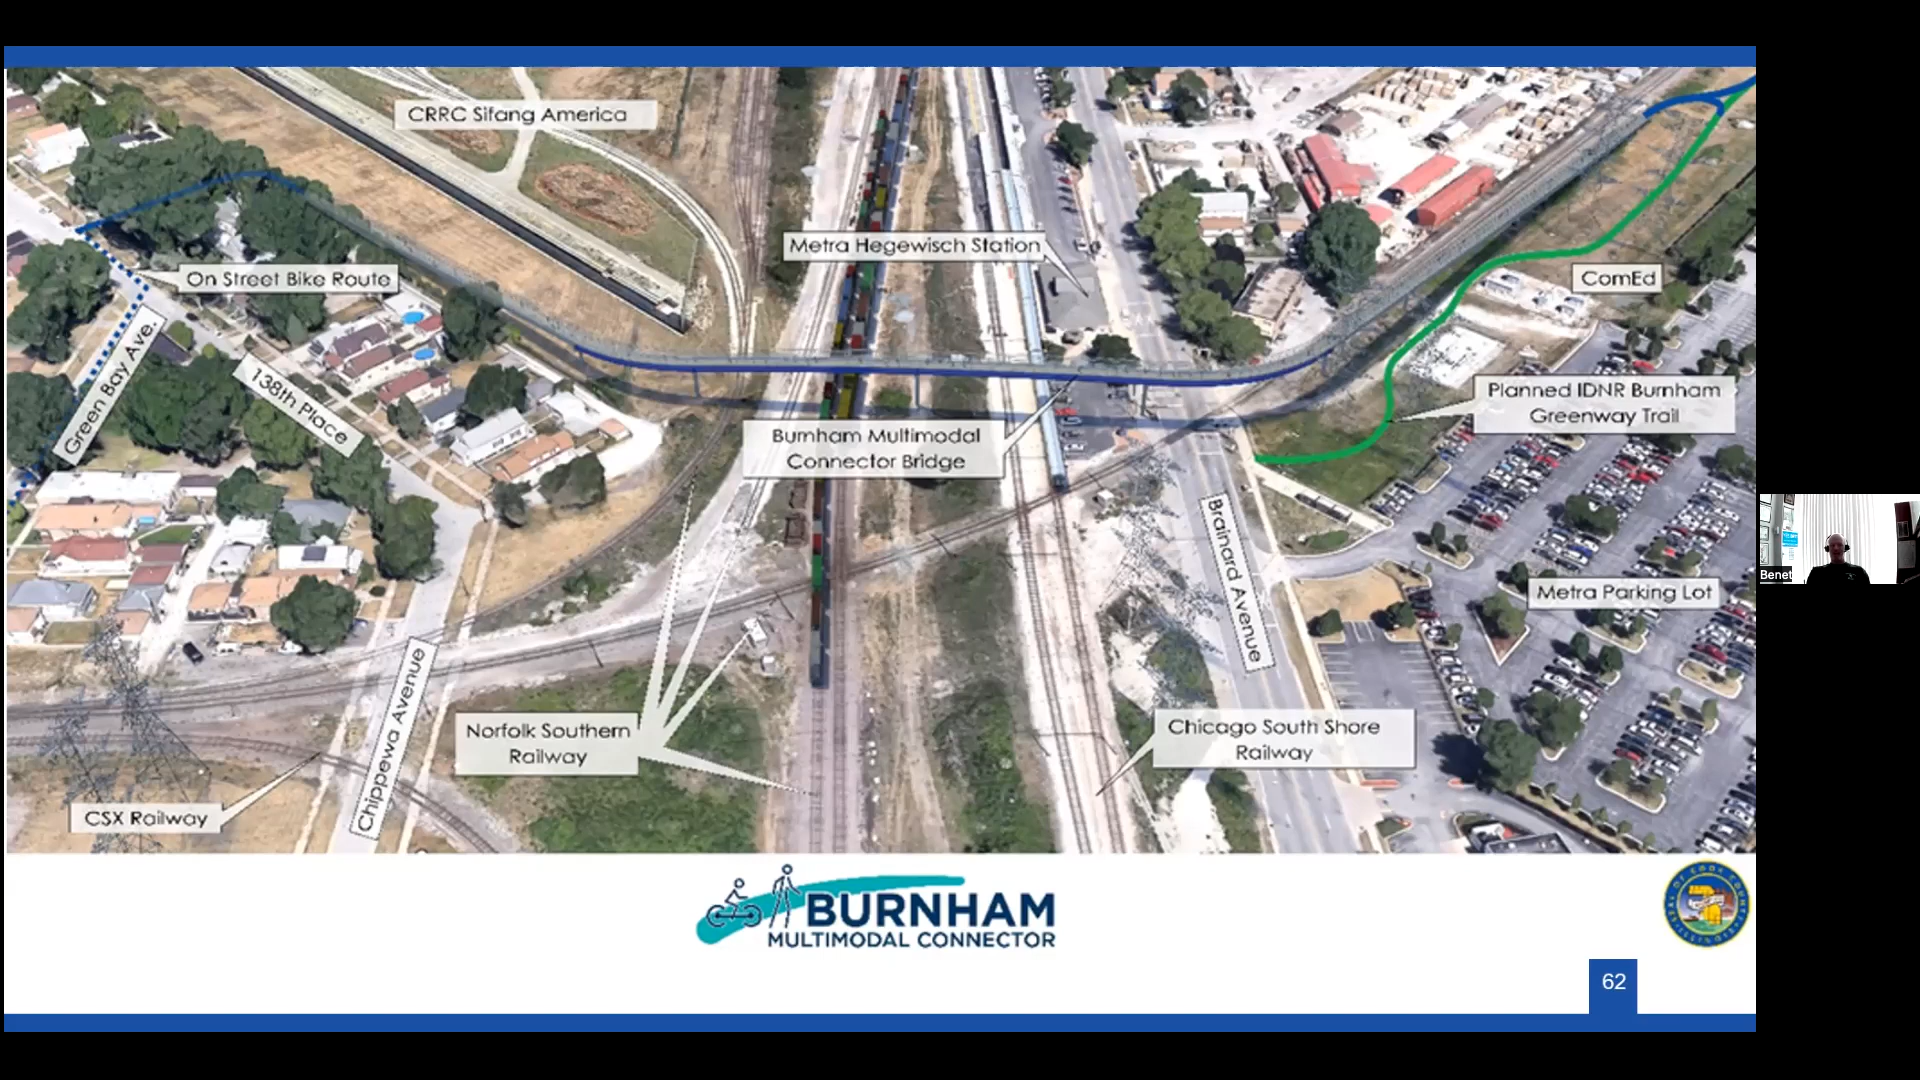 CRRC Sifang America
Metra Hegewisch Station
On Street Bike Route
ComEd
Green Bay Ave.
138th Place
Planned IDNR Burnham
Greenway Trail
Burnham Multimodal
Connector Bridge
Brainard Avenue
Benet
Metra Parking Lot
Chippewa Avenue
Norfolk Southern
Railway
Chicago South Shore
Railway
CSX Railway
BURNHAM
MULTIMODAL CONNECTOR
62